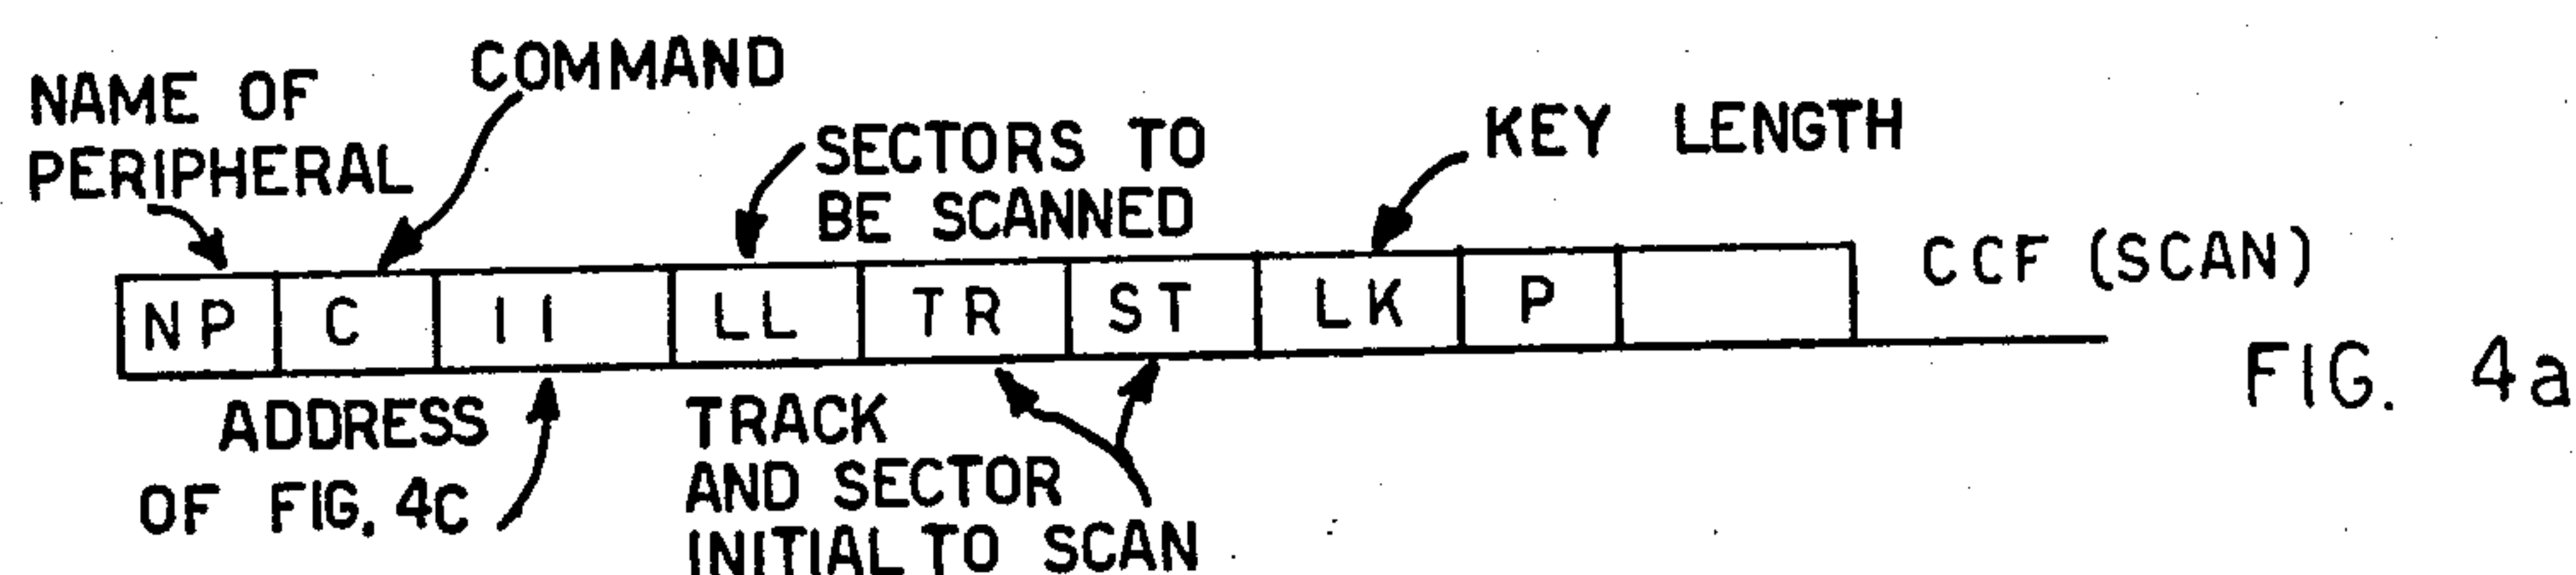 NAME OF
PERIPHERAL
COMMAND
SECTORS TO
BE SCANNED
KEY LENGTH
NP C II LL TR ST LK P
CCF (SCAN)
FIG. 4a
ADDRESS
OF FIG. 4C
TRACK
AND SECTOR
INITIAL TO SCAN